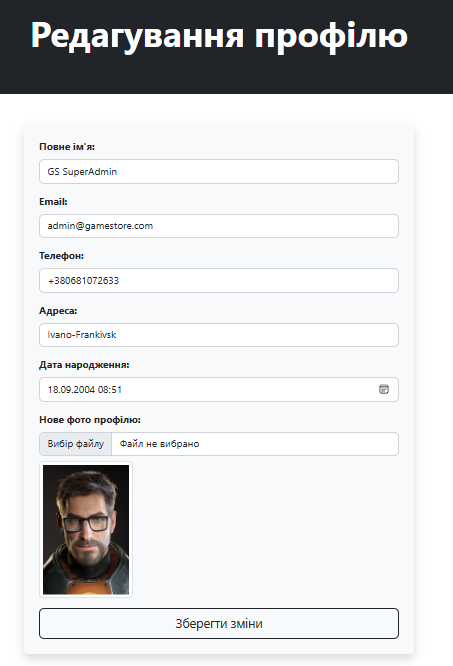 Редагування профілю
Повне ім'я:
GS SuperAdmin
Email:
admin@gamestore.com
Телефон:
+380681072633
Адреса:
Ivano-Frankivsk
Дата народження:
18.09.2004 08:51
Нове фото профілю:
Вибір файлу Файл не вибрано
Зберегти зміни